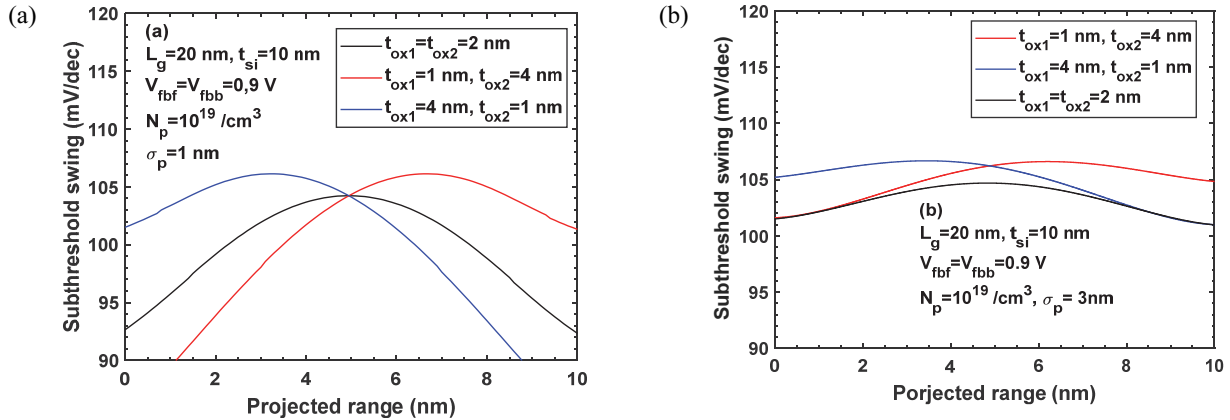 (a)
(a)
L_g=20 nm, t_si=10 nm
V_fbf=V_fbb=0,9 V
N_p=10^19 /cm^3
σ_p=1 nm
t_ox1=t_ox2=2 nm
t_ox1=1 nm, t_ox2=4 nm
t_ox1=4 nm, t_ox2=1 nm
Subthreshold swing (mV/dec)
120
115
110
105
100
95
90
0 2 4 6 8 10
Projected range (nm)
(b)
t_ox1=1 nm, t_ox2=4 nm
t_ox1=4 nm, t_ox2=1 nm
t_ox1=t_ox2=2 nm
(b)
L_g=20 nm, t_si=10 nm
V_fbf=V_fbb=0.9 V
N_p=10^19 /cm^3, σ_p= 3nm
Subthreshold swing (mV/dec)
120
115
110
105
100
95
90
0 2 4 6 8 10
Porjected range (nm)